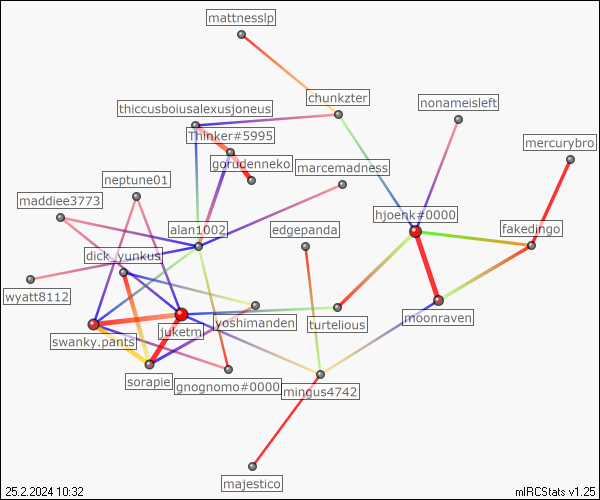 mattnesslp
chunkzter
nonameisleft
thiccusboiusalexusjoneus
Thinker#5995
mercurybro
gorudenneko
marcemadness
neptune01
maddiee3773
hjoenk#0000
alan1002
edgepanda
fakedingo
dick_yunkus
wyatt8112
yoshimanden
turtelious
moonraven
juketm
swanky.pants
sorapie
gnognomo#0000
mingus4742
majestico
25.2.2024 10:32
mIRCStats v1.25